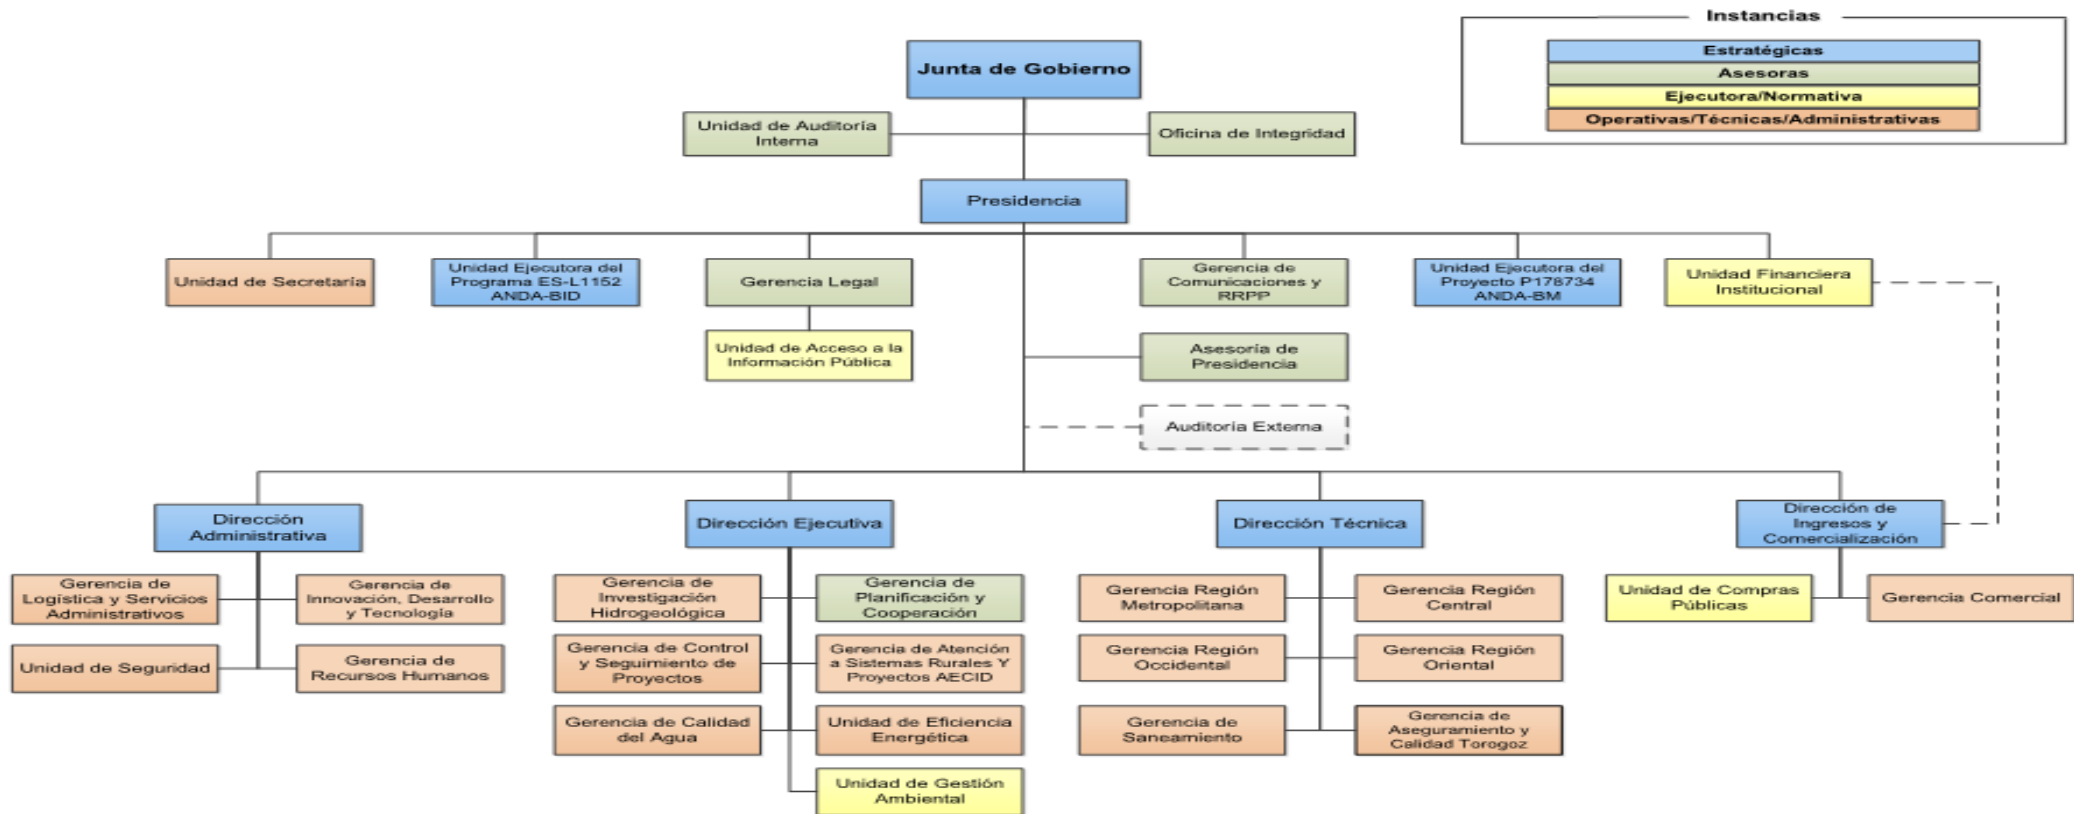 Instancias
Estratégicas
Asesoras
Ejecutora/Normativa
Operativas/Técnicas/Administrativas
Junta de Gobierno
Unidad de Auditoría
Interna
Oficina de Integridad
Presidencia
Unidad de Secretaría
Unidad Ejecutora del
Programa ES-L1152
ANDA-BID
Gerencia Legal
Gerencia de
Comunicaciones y
RRPP
Unidad Ejecutora del
Proyecto P178734
ANDA-BM
Unidad Financiera
Institucional
Unidad de Acceso a la
Información Pública
Asesoría de
Presidencia
Auditoría Externa
Dirección
Administrativa
Dirección Ejecutiva
Dirección Técnica
Dirección de
Ingresos y
Comercialización
Gerencia de
Logística y Servicios
Administrativos
Gerencia de
Innovación, Desarrollo
y Tecnología
Unidad de Seguridad
Gerencia de
Recursos Humanos
Gerencia de
Investigación
Hidrogeológica
Gerencia de
Planificación y
Cooperación
Gerencia de Control
y Seguimiento de
Proyectos
Gerencia de Atención
a Sistemas Rurales Y
Proyectos AECID
Gerencia de Calidad
del Agua
Unidad de Eficiencia
Energética
Unidad de Gestión
Ambiental
Gerencia Región
Metropolitana
Gerencia Región
Central
Gerencia Región
Occidental
Gerencia Región
Oriental
Gerencia de
Saneamiento
Gerencia de
Aseguramiento y
Calidad Torogoz
Unidad de Compras
Públicas
Gerencia Comercial